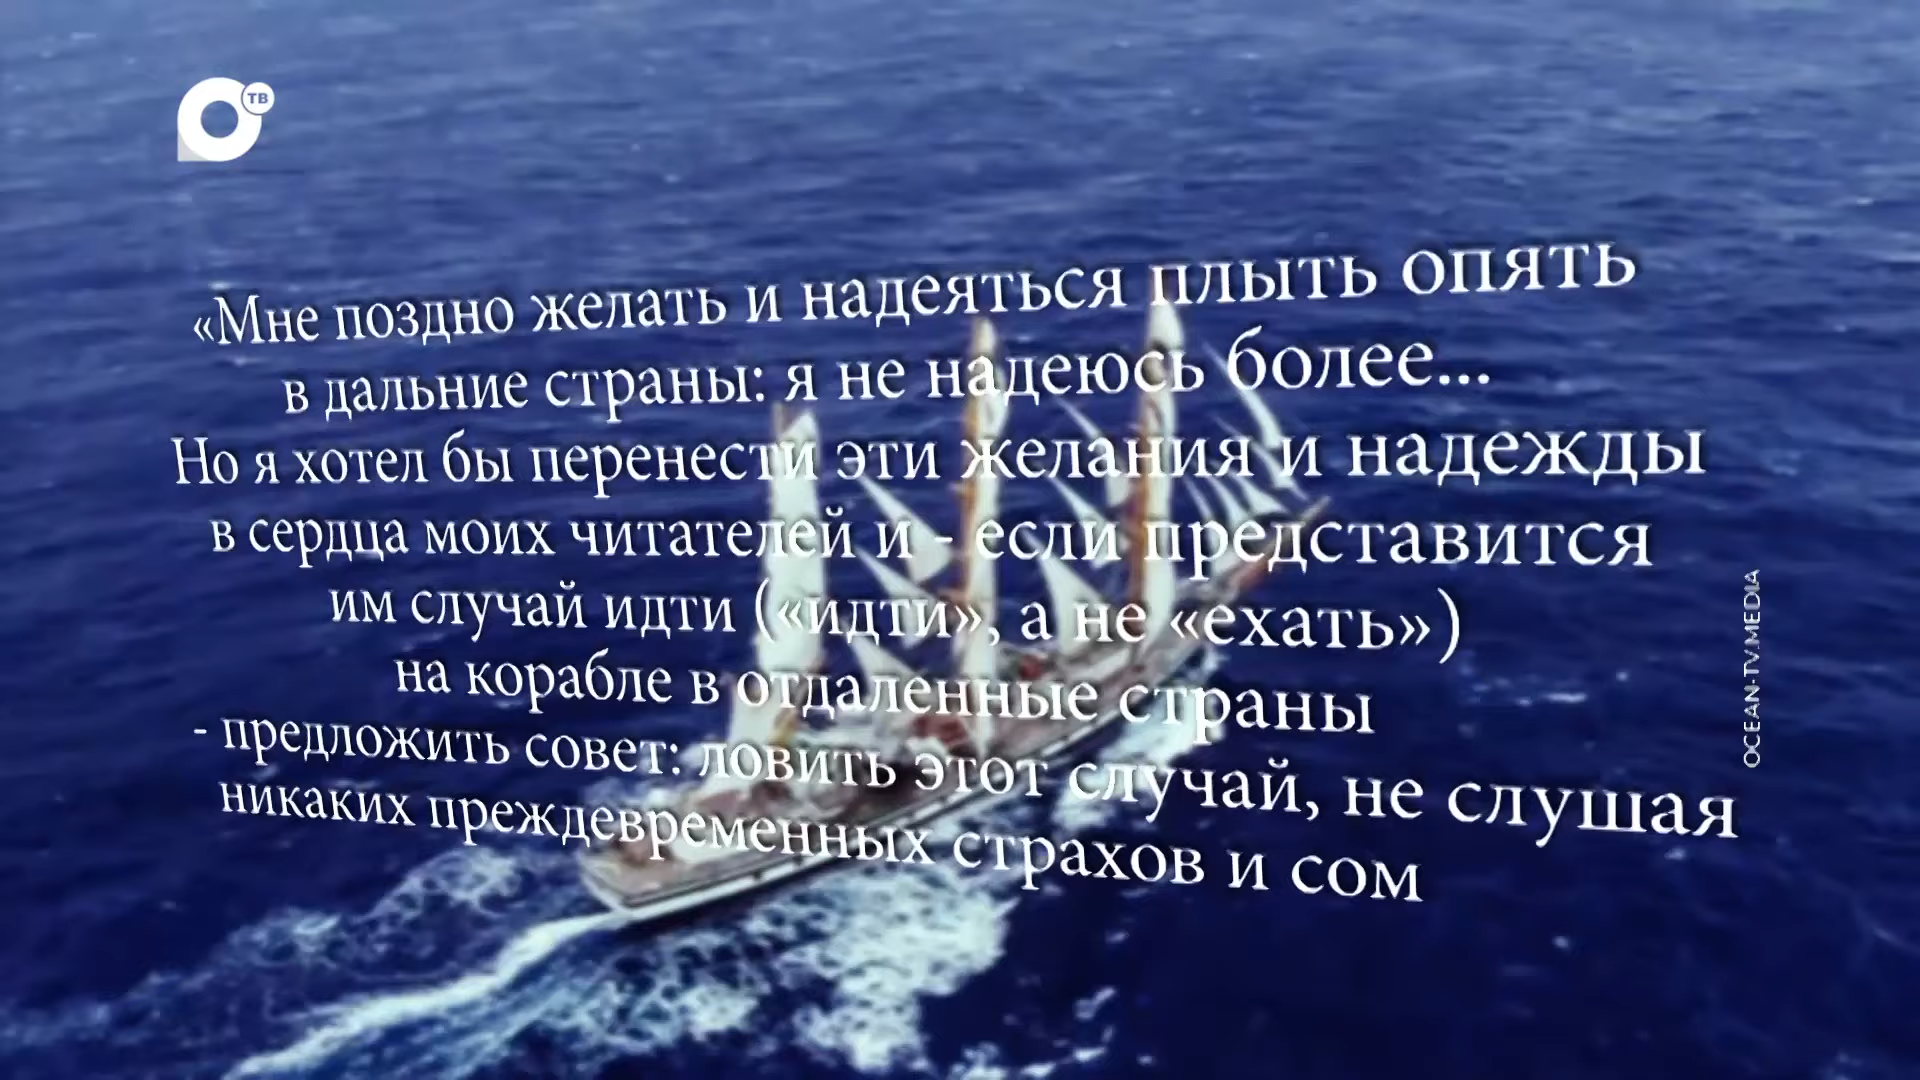 ТВ
«Мне поздно желать и надеяться плыть опять
в дальние страны: я не надеюсь более...
Но я хотел бы перенести эти желания и надежды
в сердца моих читателей и - если представится
им случай идти («идти», а не «ехать»)
на корабле в отдаленные страны
- предложить совет: ловить этот случай, не слушая
никаких преждевременных страхов и сом
OCEAN-TV.MEDIA